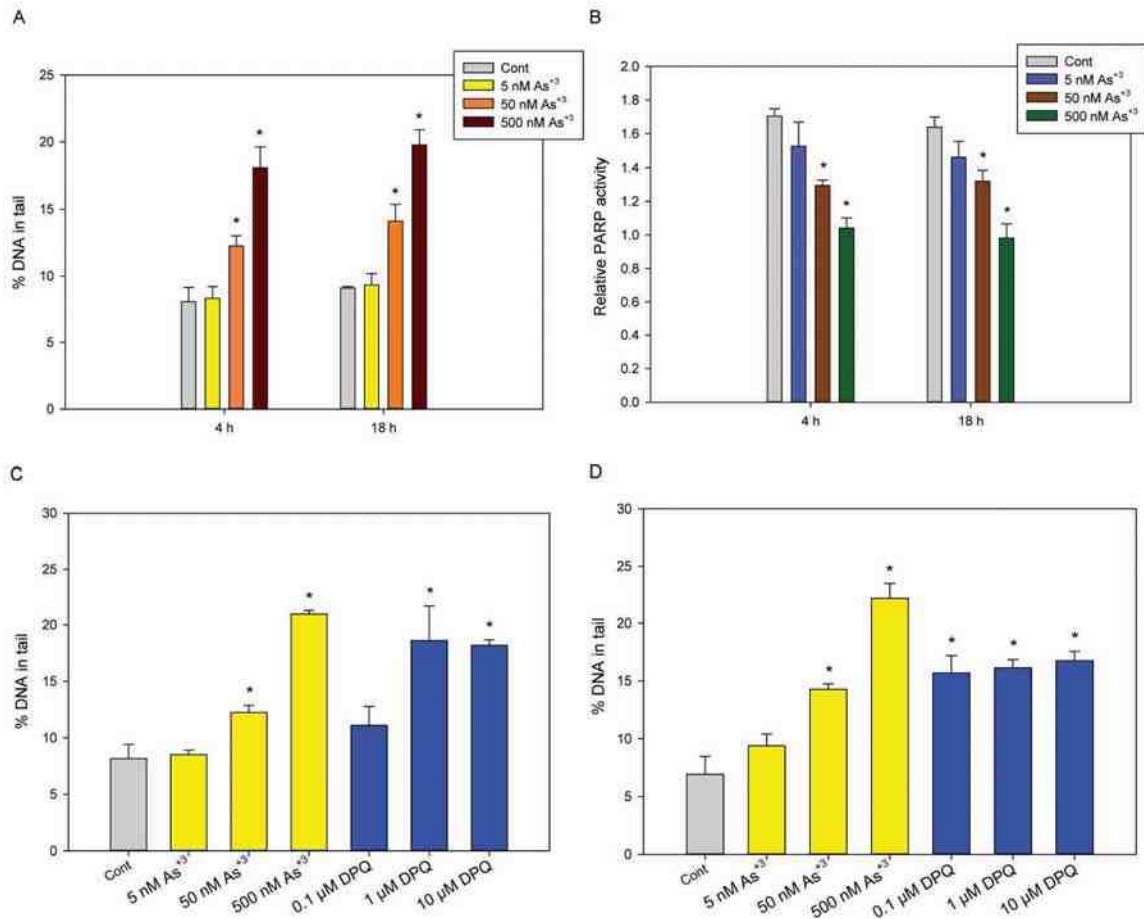 A
% DNA in tail
25
20
15
10
5
0
Cont
5 nM As+3
50 nM As+3
500 nM As+3
*
*
*
*
4 h
18 h
B
Relative PARP activity
2.0
1.8
1.6
1.4
1.2
1.0
0.8
0.6
0.4
0.2
0.0
Cont
5 nM As+3
50 nM As+3
500 nM As+3
*
*
*
*
4 h
18 h
C
% DNA in tail
30
25
20
15
10
5
0
*
*
*
*
Cont
5 nM As+3
50 nM As+3
500 nM As+3
0.1 µM DPQ
1 µM DPQ
10 µM DPQ
D
% DNA in tail
30
25
20
15
10
5
0
*
*
*
*
*
Cont
5 nM As+3
50 nM As+3
500 nM As+3
0.1 µM DPQ
1 µM DPQ
10 µM DPQ